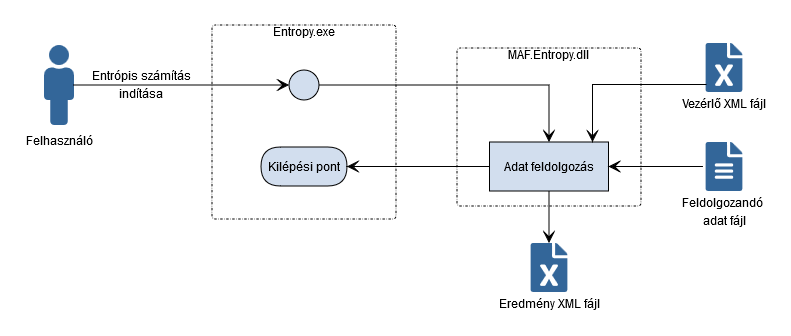 Entropy.exe
MAF.Entropy.dll
Entrópis számítás
indítása
Felhasználó
Vezérlő XML fájl
Kilépési pont
Adat feldolgozás
Feldolgozandó
adat fájl
Eredmény XML fájl